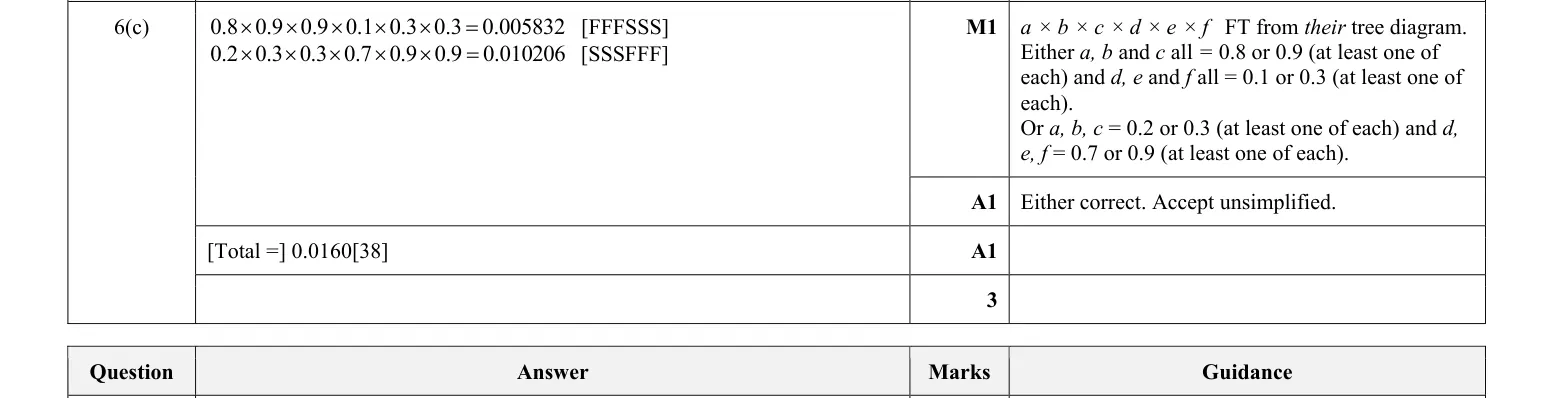 6(c)
0.8×0.9×0.9×0.1×0.3×0.3=0.005832 [FFFSSS]
0.2×0.3×0.3×0.7×0.9×0.9=0.010206 [SSSFFF]
M1
a × b × c × d × e × f FT from their tree diagram.
Either a, b and c all = 0.8 or 0.9 (at least one of
each) and d, e and f all = 0.1 or 0.3 (at least one of
each).
Or a, b, c = 0.2 or 0.3 (at least one of each) and d,
e, f = 0.7 or 0.9 (at least one of each).
A1
Either correct. Accept unsimplified.
[Total =] 0.0160[38]
A1
3
Question
Answer
Marks
Guidance